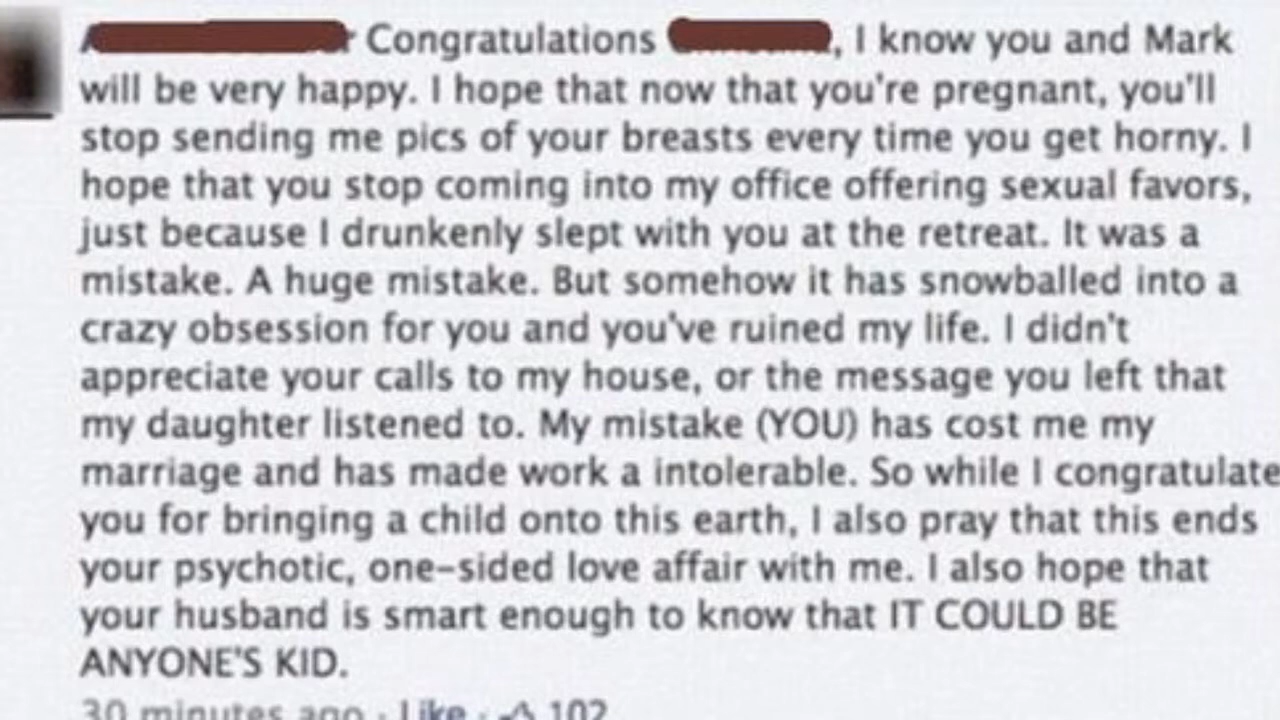 Congratulations , I know you and Mark
will be very happy. I hope that now that you're pregnant, you'll
stop sending me pics of your breasts every time you get horny. I
hope that you stop coming into my office offering sexual favors,
just because I drunkenly slept with you at the retreat. It was a
mistake. A huge mistake. But somehow it has snowballed into a
crazy obsession for you and you've ruined my life. I didn't
appreciate your calls to my house, or the message you left that
my daughter listened to. My mistake (YOU) has cost me my
marriage and has made work a intolerable. So while I congratulate
you for bringing a child onto this earth, I also pray that this ends
your psychotic, one-sided love affair with me. I also hope that
your husband is smart enough to know that IT COULD BE
ANYONE'S KID.
30 minutes ago · Like · 102